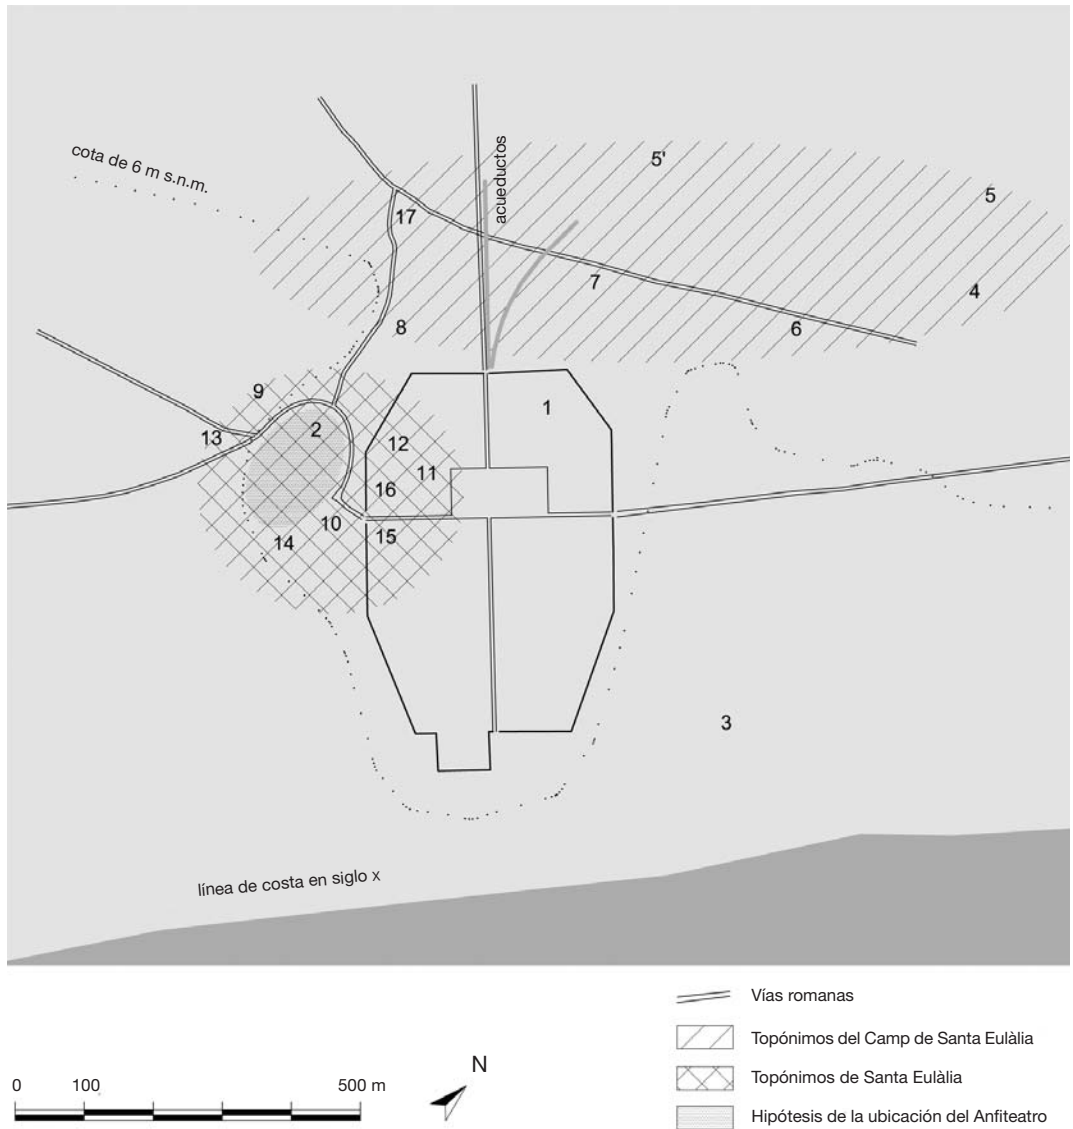 cota de 6 m s.n.m.
acueductos
5'
5
17
4
7
6
8
9
1
2
13
12
11
16
10
15
14
3
línea de costa en siglo x
Vías romanas
Topónimos del Camp de Santa Eulàlia
N
Topónimos de Santa Eulàlia
0 100 500 m
Hipótesis de la ubicación del Anfiteatro